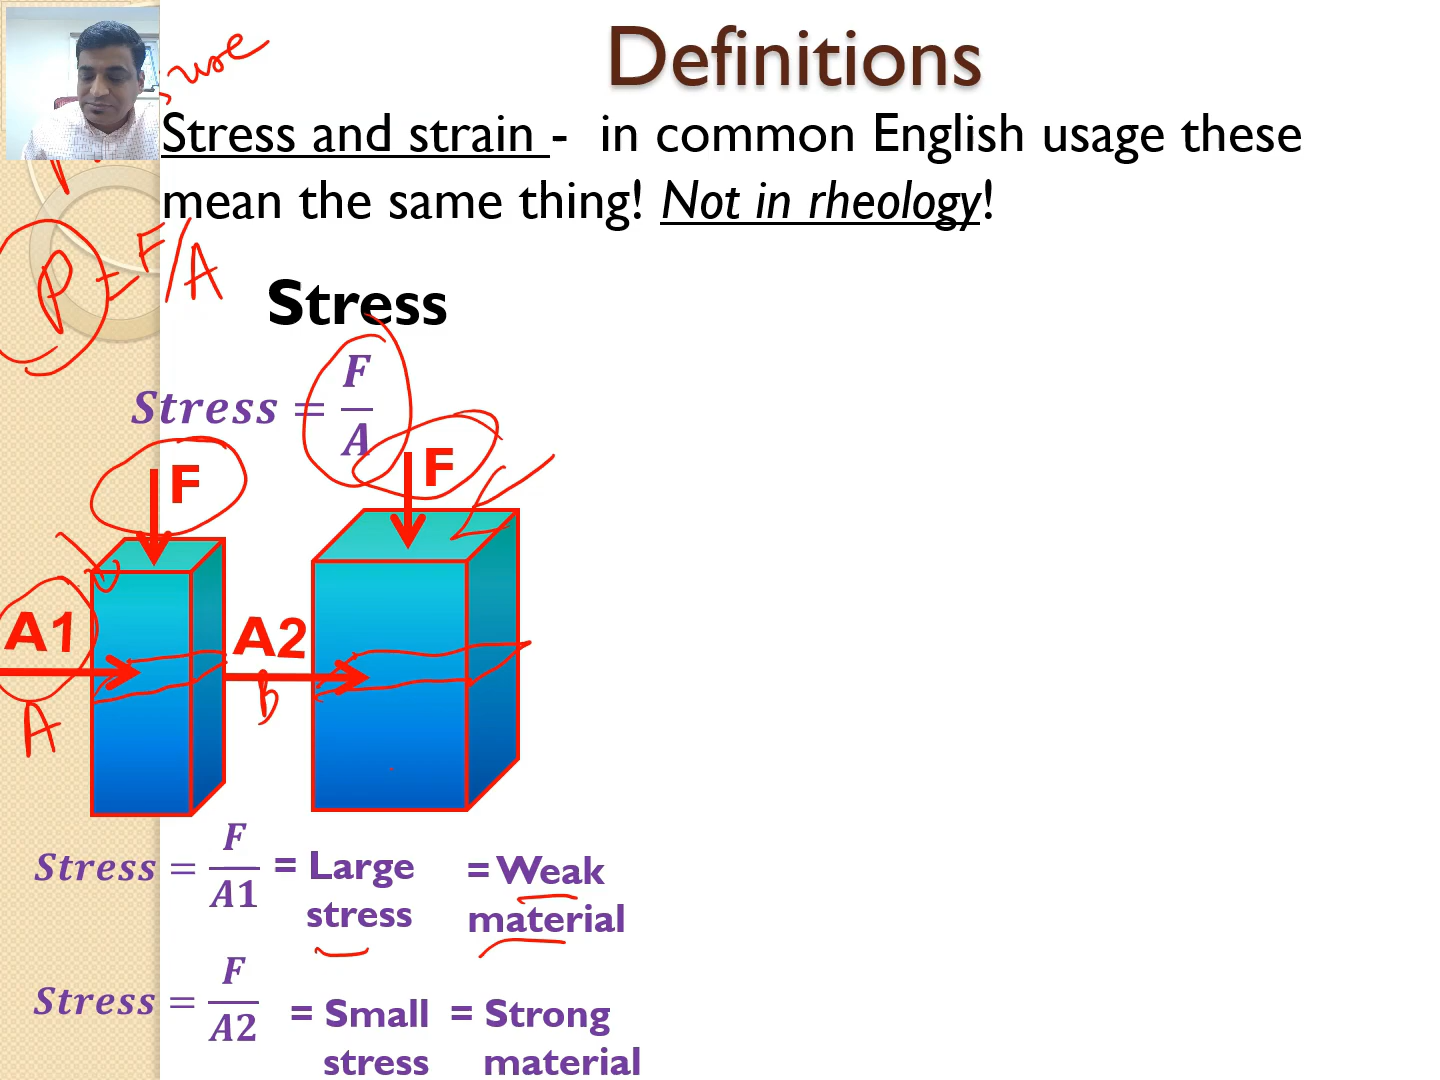 Definitions
Stress and strain - in common English usage these
mean the same thing! Not in rheology!
P = F/A
Stress
Stress = F/A
F
F
A1
A2
A
b
Stress = F/A1 = Large stress = Weak material
Stress = F/A2 = Small stress = Strong material